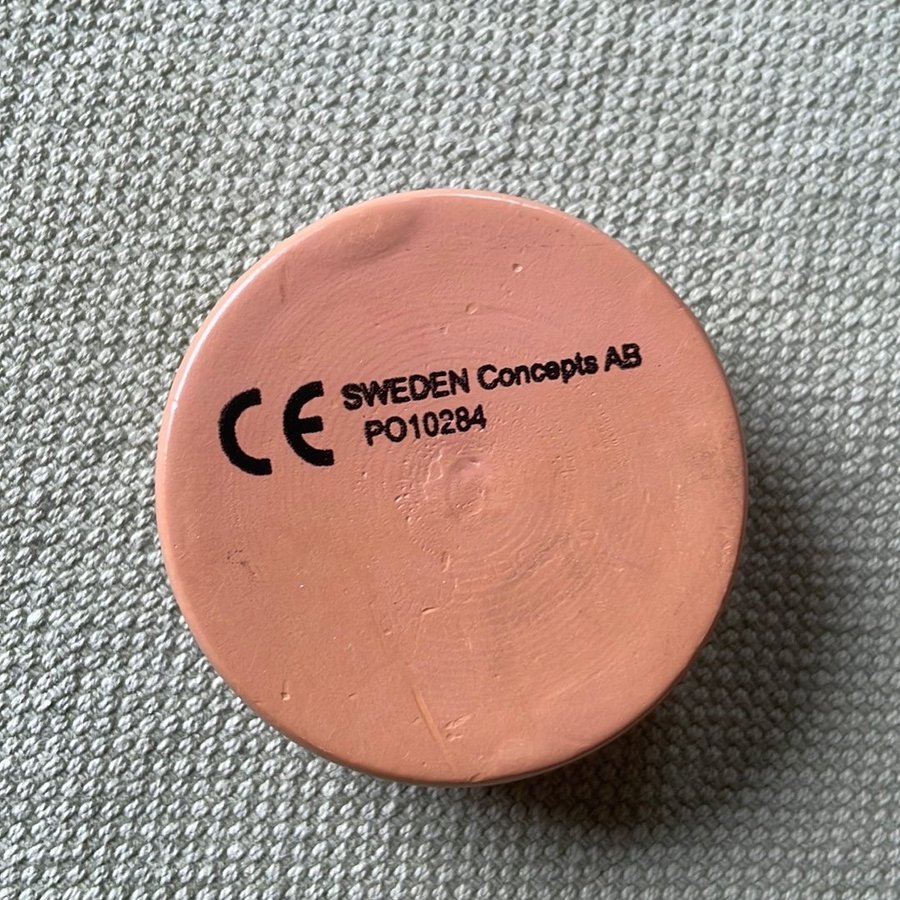 CE SWEDEN Concepts AB
PO10284